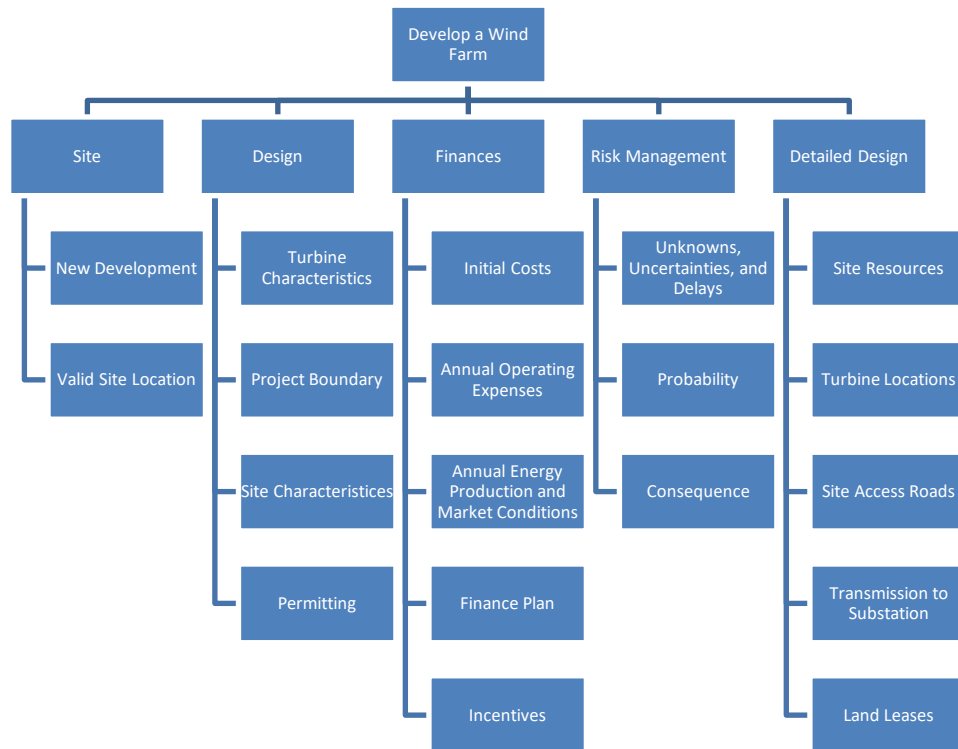 Develop a Wind
Farm
Site
Design
Finances
Risk Management
Detailed Design
New Development
Valid Site Location
Turbine
Characteristics
Project Boundary
Site Characteristices
Permitting
Initial Costs
Annual Operating
Expenses
Annual Energy
Production and
Market Conditions
Finance Plan
Incentives
Unknowns,
Uncertainties, and
Delays
Probability
Consequence
Site Resources
Turbine Locations
Site Access Roads
Transmission to
Substation
Land Leases